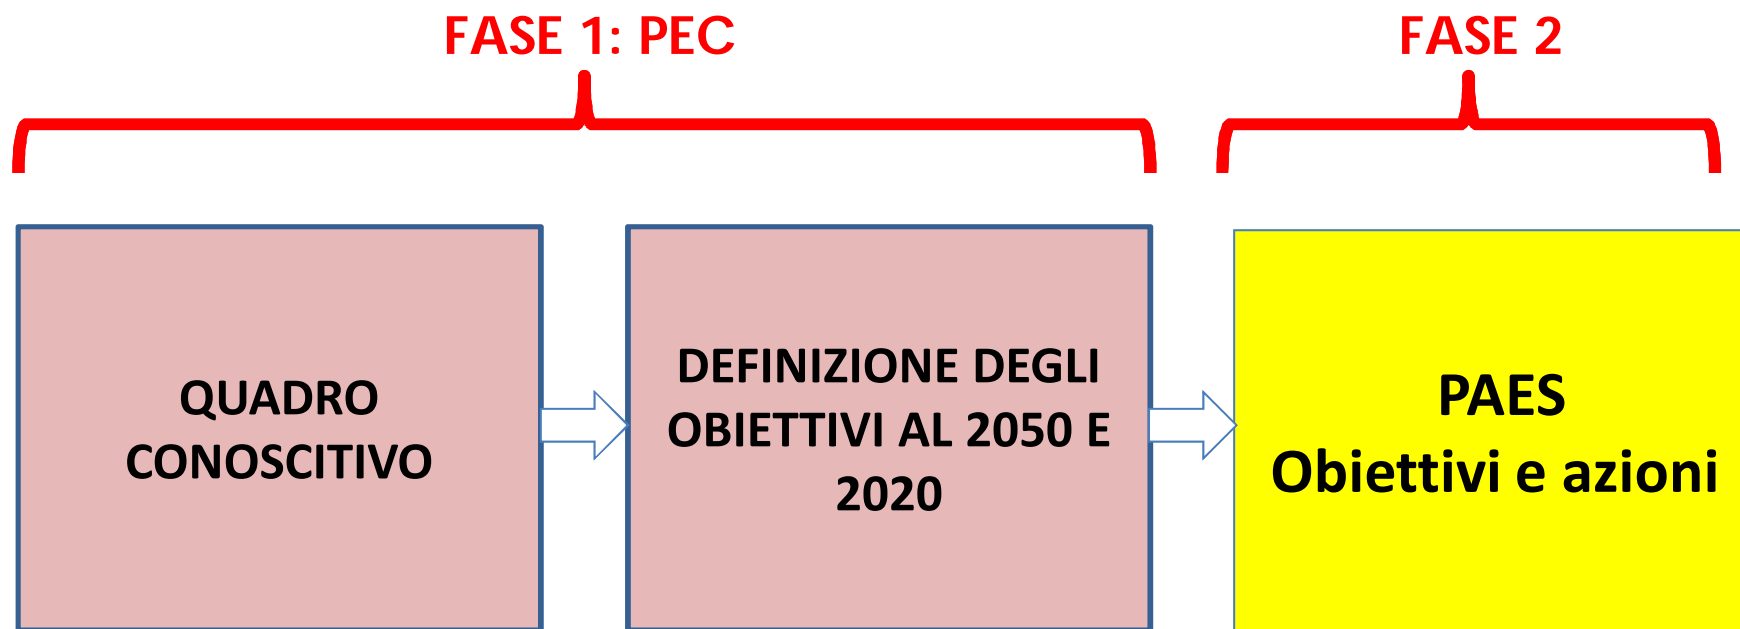 FASE 1: PEC
FASE 2
QUADRO
CONOSCITIVO
DEFINIZIONE DEGLI
OBIETTIVI AL 2050 E
2020
PAES
Obiettivi e azioni